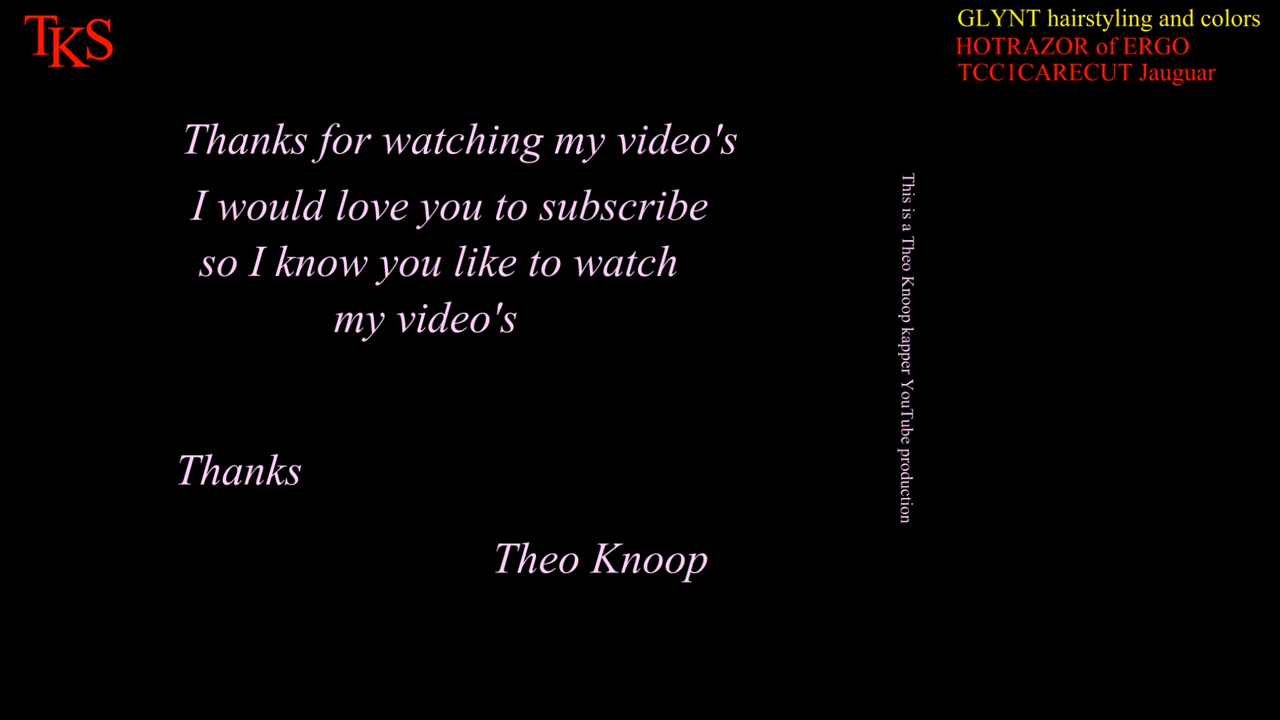 TKS
GLYNT hairstyling and colors
HOTRAZOR of ERGO
TCC1CARECUT Jauguar
Thanks for watching my video's
I would love you to subscribe
so I know you like to watch
my video's
Thanks
Theo Knoop
This is a Theo Knoop kapper YouTube production